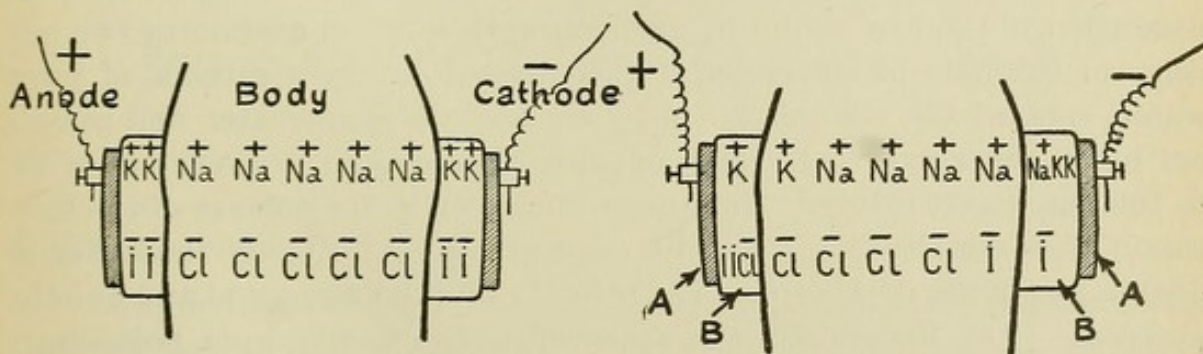 + − + −
Anode Body Cathode
+ + + + + + + + + + + + + + + +
KK Na Na Na Na Na KK K K Na Na Na Na NaKK
− − − − − − − − − − − − − − − − −
i i Cl Cl Cl Cl Cl i i iiCl Cl Cl Cl Cl I i
A B B A